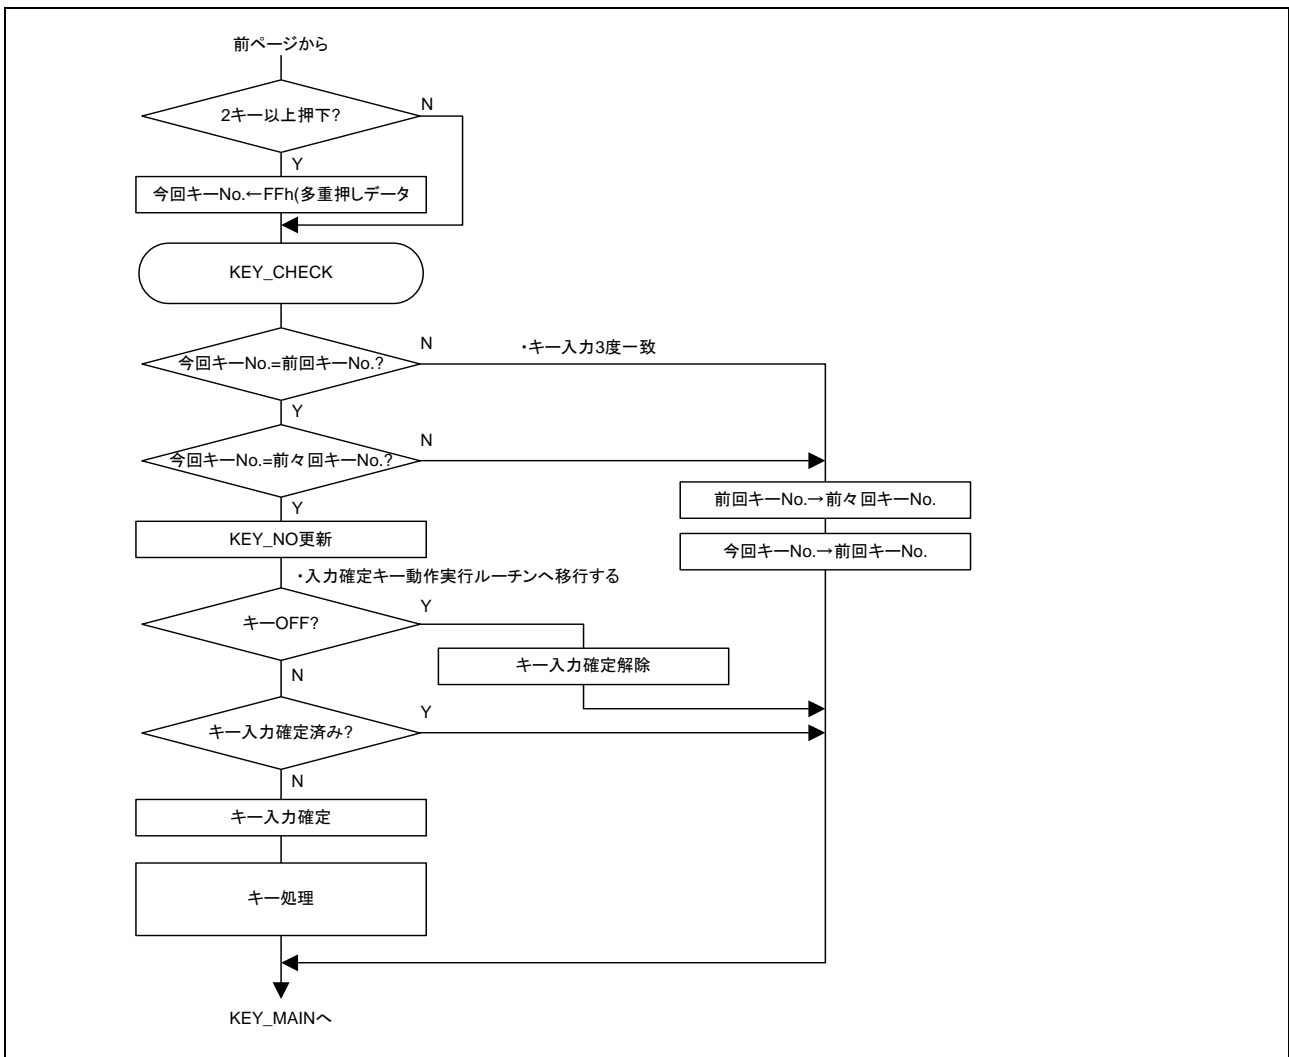 前ページから
2キー以上押下?
N
Y
今回キーNo.←FFh(多重押しデータ
KEY_CHECK
今回キーNo.=前回キーNo.?
N
・キー入力3度一致
Y
今回キーNo.=前々回キーNo.?
N
Y
前回キーNo.→前々回キーNo.
KEY_NO更新
今回キーNo.→前回キーNo.
・入力確定キー動作実行ルーチンへ移行する
キーOFF?
Y
キー入力確定解除
N
キー入力確定済み?
Y
N
キー入力確定
キー処理
KEY_MAINへ